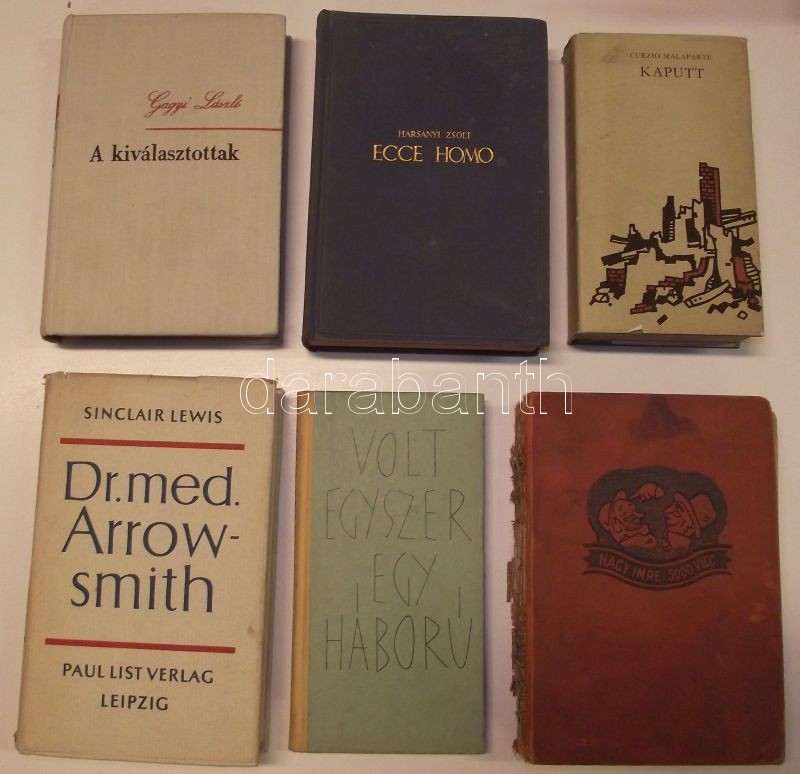 Gagyi László
A kiválasztottak
HARSÁNYI ZSOLT
ECCE HOMO
CURZIO MALAPARTE
KAPUTT
darabanth
SINCLAIR LEWIS
Dr. med.
Arrow-
smith
PAUL LIST VERLAG
LEIPZIG
VOLT
EGYSZER
EGY
HÁBORÚ
NAGY IMRE: 5000 VICC